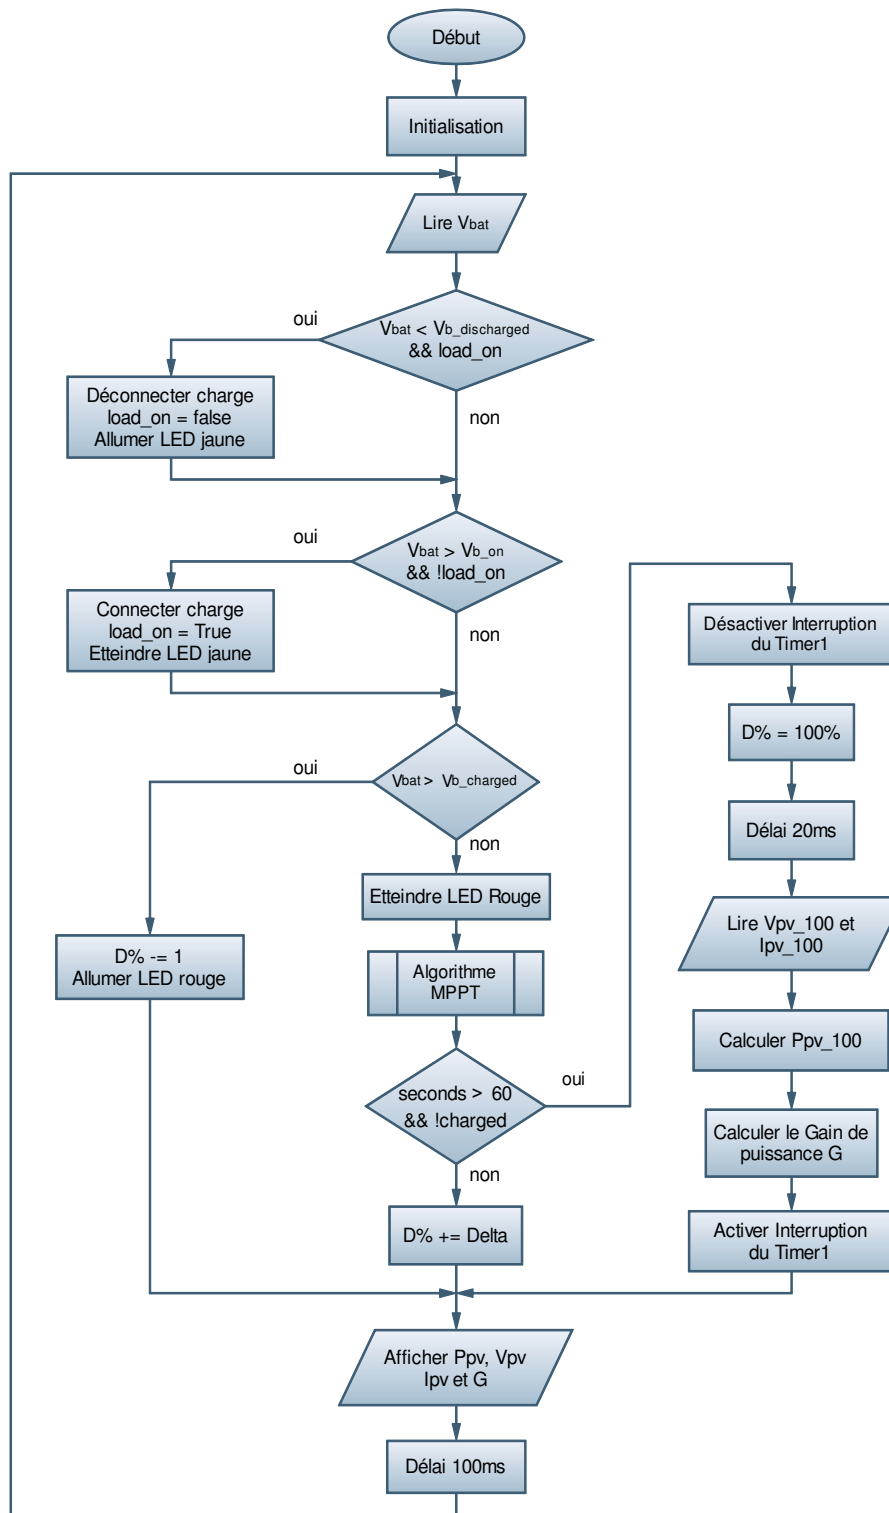 Début
Initialisation
Lire Vbat
Vbat < Vb_discharged
&& load_on
oui
non
Déconnecter charge
load_on = false
Allumer LED jaune
Vbat > Vb_on
&& !load_on
oui
non
Connecter charge
load_on = True
Etteindre LED jaune
Vbat > Vb_charged
oui
non
D% -= 1
Allumer LED rouge
Etteindre LED Rouge
Algorithme
MPPT
seconds > 60
&& !charged
oui
non
D% += Delta
Désactiver Interruption
du Timer1
D% = 100%
Délai 20ms
Lire Vpv_100 et
Ipv_100
Calculer Ppv_100
Calculer le Gain de
puissance G
Activer Interruption
du Timer1
Afficher Ppv, Vpv
Ipv et G
Délai 100ms